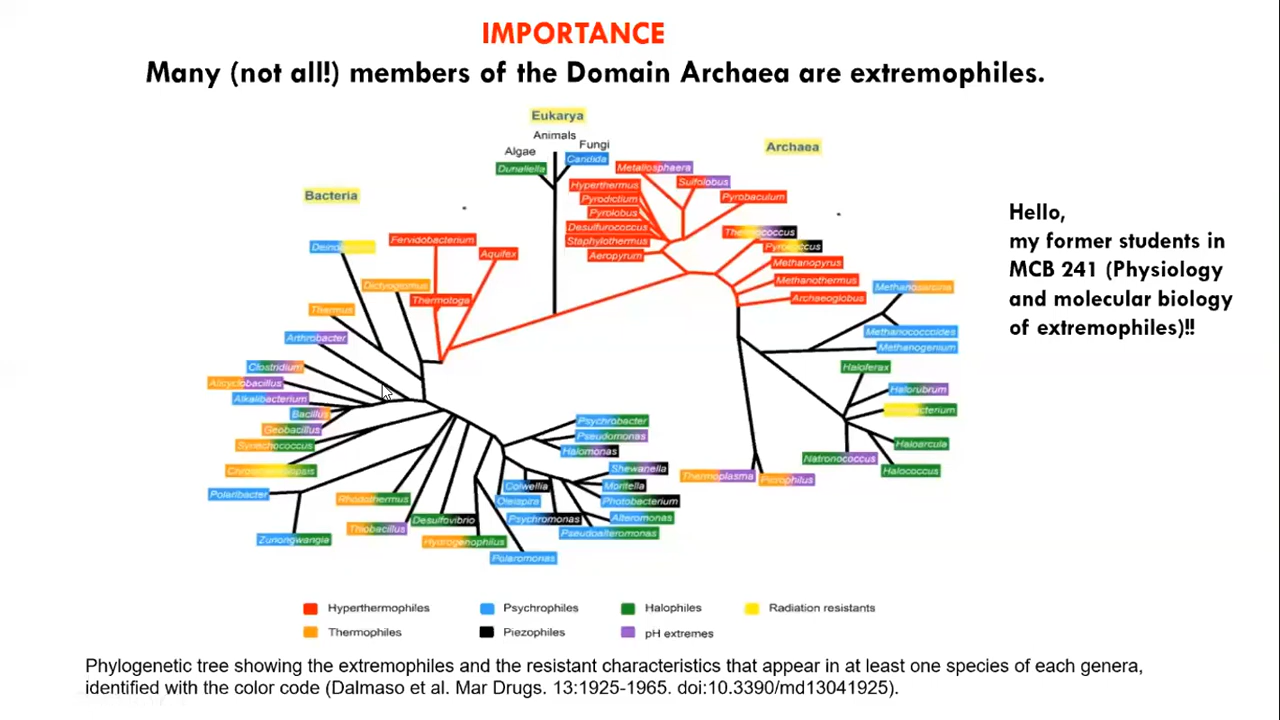 IMPORTANCE
Many (not all!) members of the Domain Archaea are extremophiles.
Eukarya
Animals
Algae
Fungi
Dunaliella
Candida
Archaea
Bacteria
Metallosphaera
Sulfolobus
Pyrobaculum
Hyperthermus
Pyrodictium
Pyrolobus
Desulfurococcus
Staphylothermus
Aeropyrum
Thermococcus
Pyrococcus
Methanopyrus
Methanothermus
Archaeoglobus
Methanosarcina
Methanococcoides
Methanogenium
Haloferax
Halorubrum
Haloarcula
Halococcus
Natronococcus
Thermoplasma
Picrophilus
Fervidobacterium
Aquifex
Dictyoglomus
Thermotoga
Thermus
Arthrobacter
Clostridium
Alicyclobacillus
Alkalibacterium
Bacillus
Geobacillus
Synechococcus
Polaribacter
Zunongwangia
Rhodothermus
Thiobacillus
Desulfovibrio
Hydrogenophilus
Polaromonas
Psychrobacter
Pseudomonas
Halomonas
Shewanella
Colwellia
Moritella
Oleispira
Photobacterium
Psychromonas
Alteromonas
Pseudoalteromonas
Hello,
my former students in
MCB 241 (Physiology
and molecular biology
of extremophiles)!!
Hyperthermophiles
Psychrophiles
Halophiles
Radiation resistants
Thermophiles
Piezophiles
pH extremes
Phylogenetic tree showing the extremophiles and the resistant characteristics that appear in at least one species of each genera,
identified with the color code (Dalmaso et al. Mar Drugs. 13:1925-1965. doi:10.3390/md13041925).